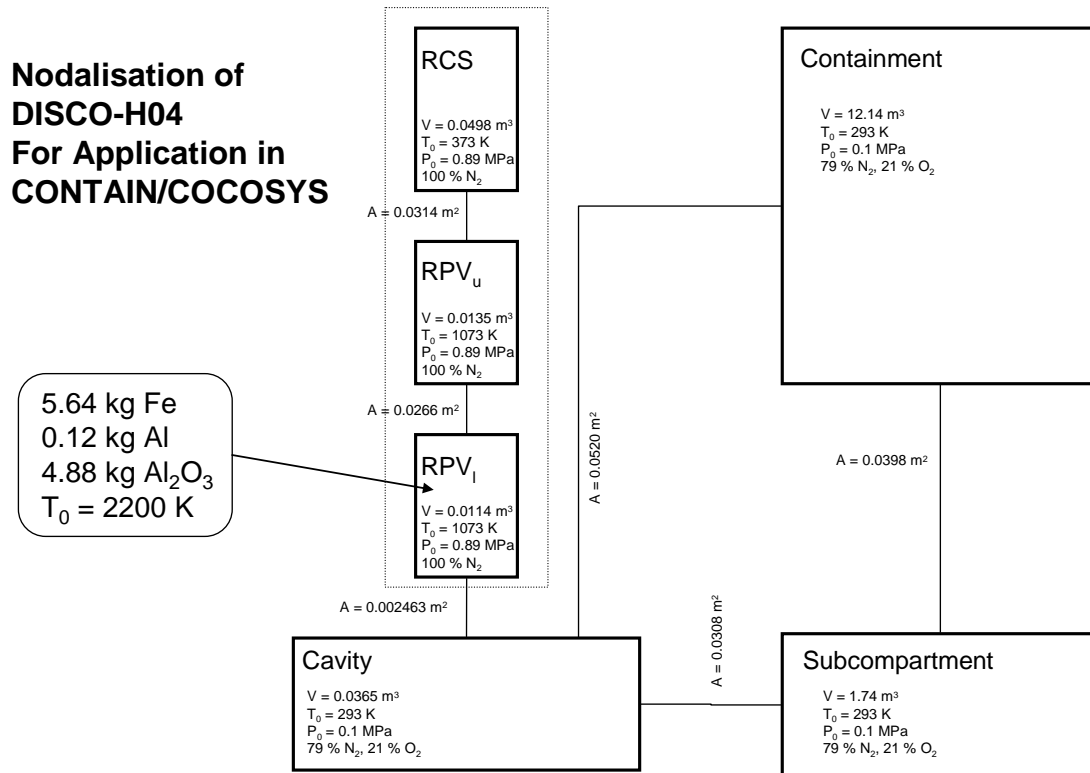 Nodalisation of
DISCO-H04
For Application in
CONTAIN/COCOSYS
RCS
V = 0.0498 m³
T₀ = 373 K
P₀ = 0.89 MPa
100 % N₂
A = 0.0314 m²
RPVᵤ
V = 0.0135 m³
T₀ = 1073 K
P₀ = 0.89 MPa
100 % N₂
A = 0.0266 m²
5.64 kg Fe
0.12 kg Al
4.88 kg Al₂O₃
T₀ = 2200 K
RPVₗ
V = 0.0114 m³
T₀ = 1073 K
P₀ = 0.89 MPa
100 % N₂
A = 0.002463 m²
Cavity
V = 0.0365 m³
T₀ = 293 K
P₀ = 0.1 MPa
79 % N₂, 21 % O₂
A = 0.0520 m²
Containment
V = 12.14 m³
T₀ = 293 K
P₀ = 0.1 MPa
79 % N₂, 21 % O₂
A = 0.0398 m²
A = 0.0308 m²
Subcompartment
V = 1.74 m³
T₀ = 293 K
P₀ = 0.1 MPa
79 % N₂, 21 % O₂